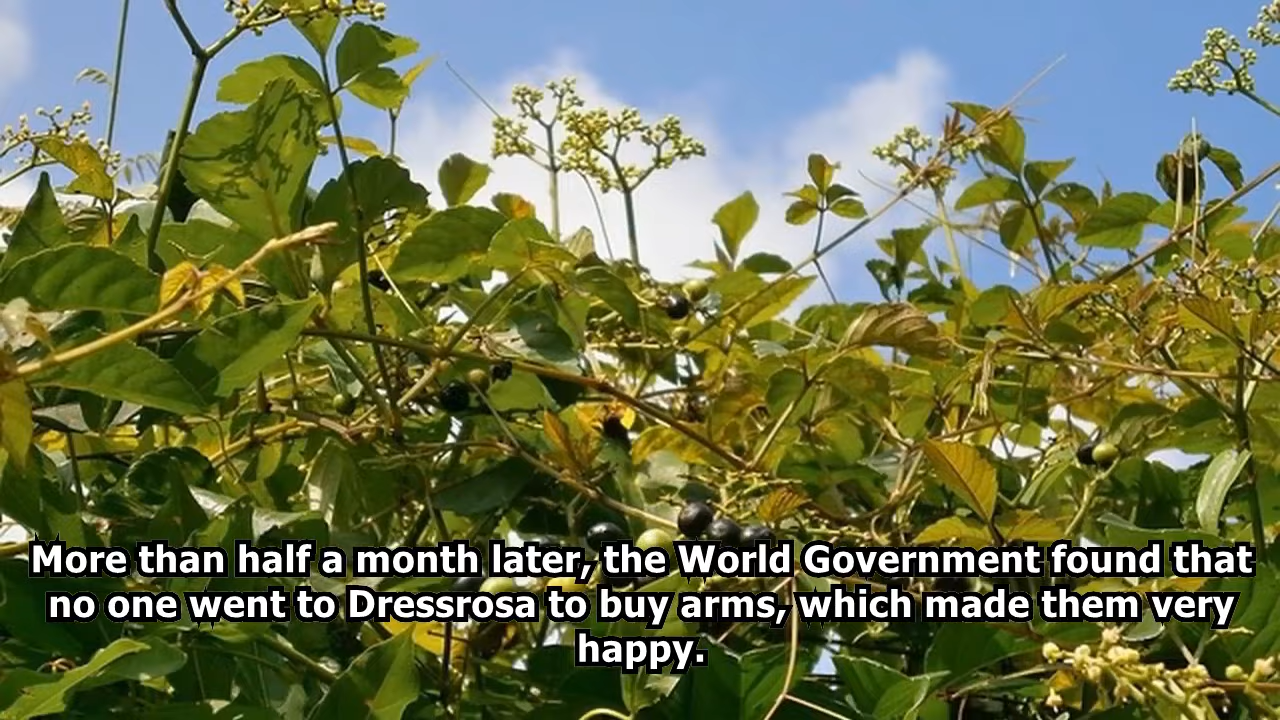 More than half a month later, the World Government found that
no one went to Dressrosa to buy arms, which made them very
happy.